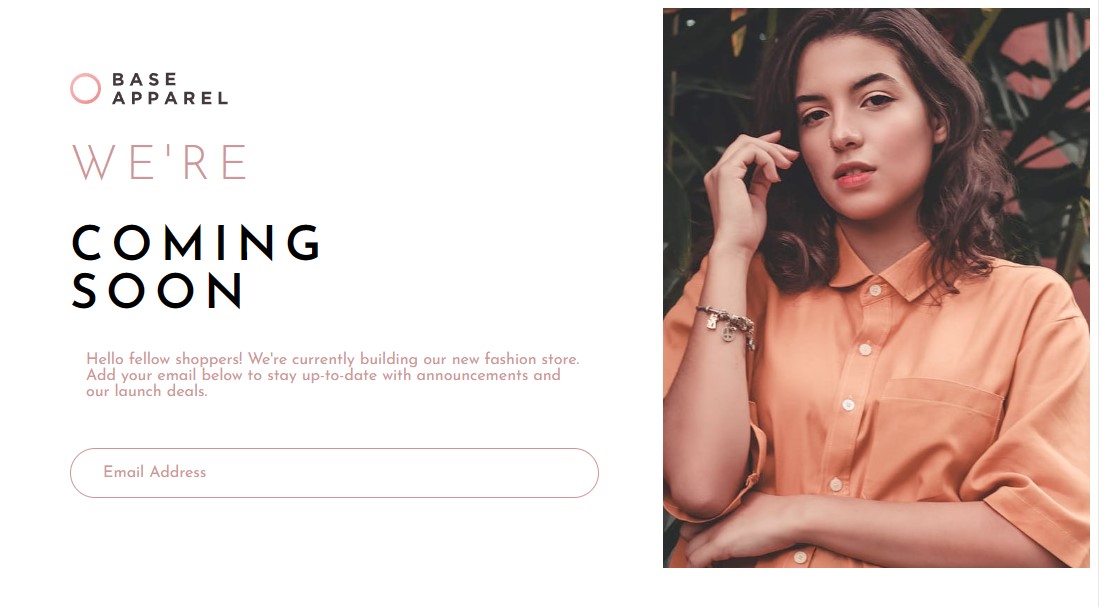 BASE
APPAREL
WE'RE
COMING
SOON
Hello fellow shoppers! We're currently building our new fashion store.
Add your email below to stay up-to-date with announcements and
our launch deals.
Email Address